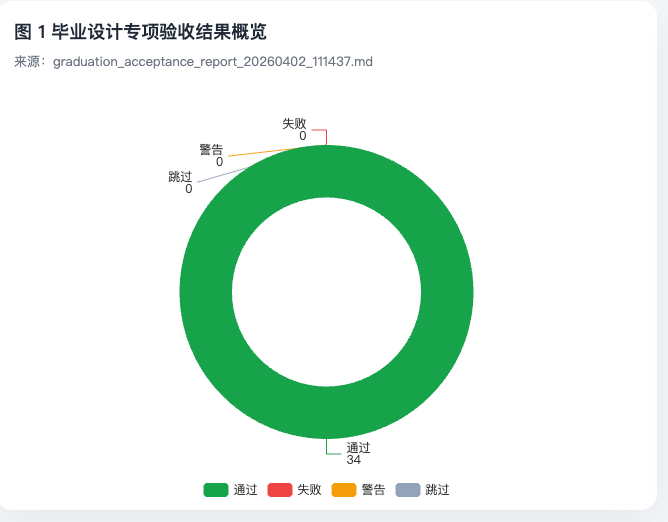 图 1 毕业设计专项验收结果概览
来源：graduation_acceptance_report_20260402_111437.md
失败
0
警告
0
跳过
0
通过
34
通过 失败 警告 跳过